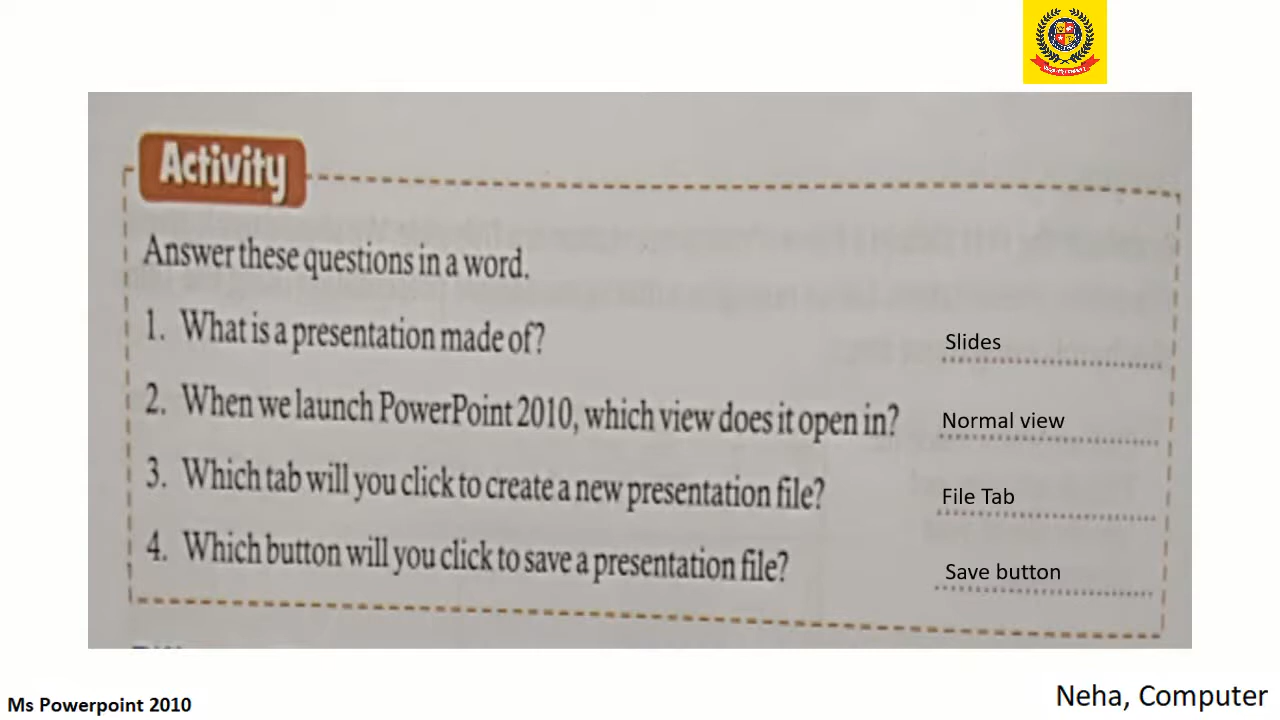 Activity
Answer these questions in a word.
1. What is a presentation made of? Slides
2. When we launch PowerPoint 2010, which view does it open in? Normal view
3. Which tab will you click to create a new presentation file? File Tab
4. Which button will you click to save a presentation file? Save button
Ms Powerpoint 2010
Neha, Computer